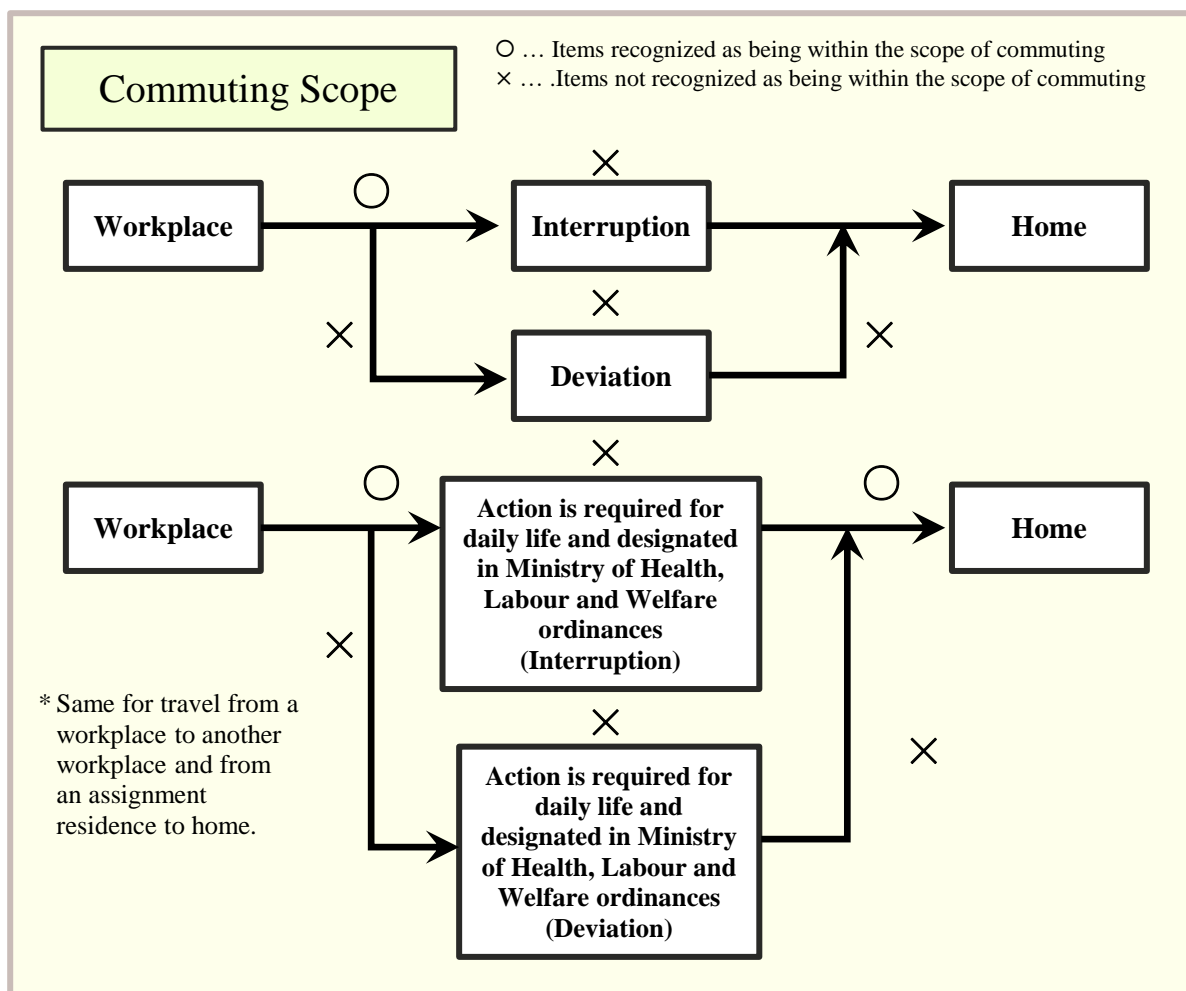 Commuting Scope
○ … Items recognized as being within the scope of commuting
× … .Items not recognized as being within the scope of commuting
×
○
Workplace
Interruption
Home
×
×
×
Deviation
×
○
○
Workplace
Action is required for
daily life and designated
in Ministry of Health,
Labour and Welfare
ordinances
(Interruption)
Home
×
* Same for travel from a
workplace to another
workplace and from
an assignment
residence to home.
×
×
Action is required for
daily life and
designated in Ministry
of Health, Labour and
Welfare ordinances
(Deviation)